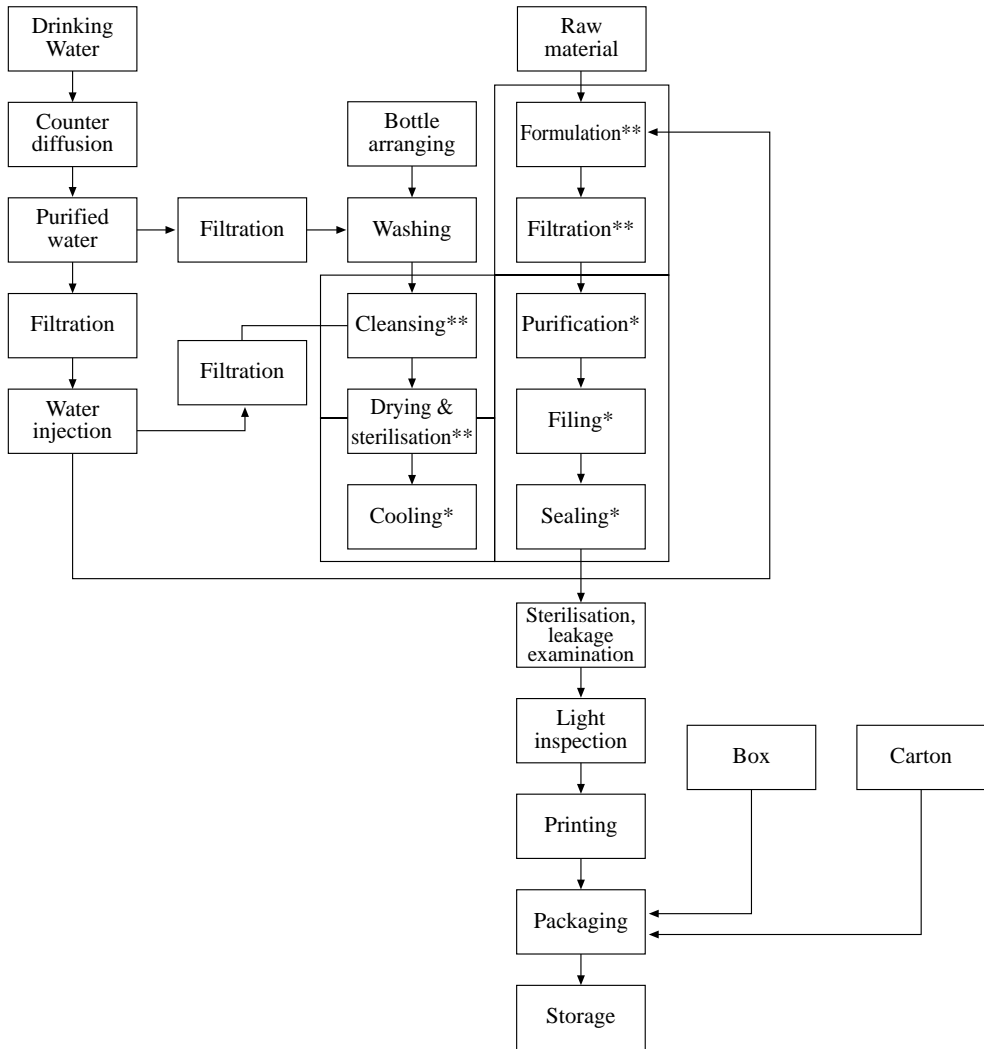 Drinking
Water
Raw
material
Counter
diffusion
Bottle
arranging
Formulation**
Purified
water
Filtration
Washing
Filtration**
Filtration
Cleansing**
Purification*
Filtration
Water
injection
Drying &
sterilisation**
Filing*
Cooling*
Sealing*
Sterilisation,
leakage
examination
Light
inspection
Box
Carton
Printing
Packaging
Storage